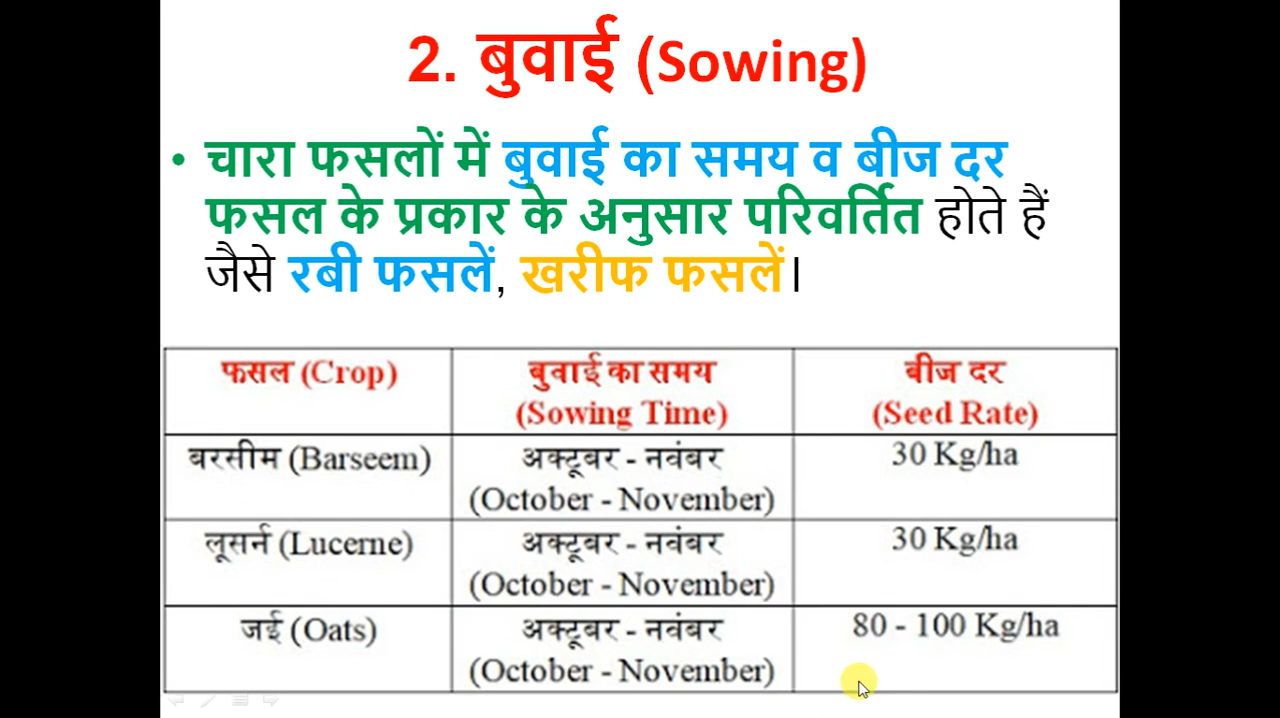 2. बुवाई (Sowing)
• चारा फसलों में बुवाई का समय व बीज दर
फसल के प्रकार के अनुसार परिवर्तित होते हैं
जैसे रबी फसलें, खरीफ फसलें।
फसल (Crop) बुवाई का समय बीज दर
(Sowing Time) (Seed Rate)
बरसीम (Barseem) अक्टूबर - नवंबर 30 Kg/ha
(October - November)
लूसर्न (Lucerne) अक्टूबर - नवंबर 30 Kg/ha
(October - November)
जई (Oats) अक्टूबर - नवंबर 80 - 100 Kg/ha
(October - November)